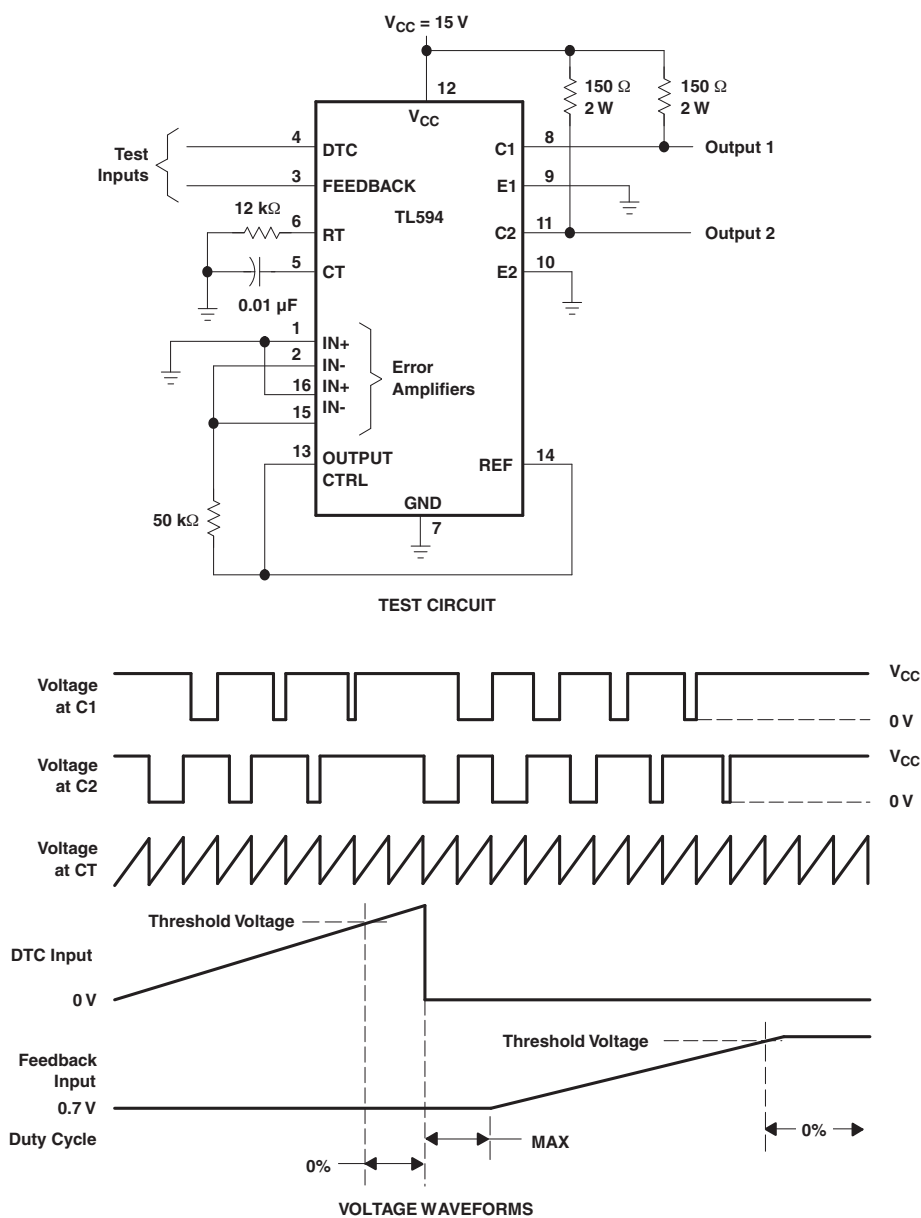 VCC = 15 V
12
VCC
150 Ω
2 W
150 Ω
2 W
Test
Inputs
4
DTC
3
FEEDBACK
TL594
C1
8
Output 1
E1
9
12 kΩ
6
RT
C2
11
Output 2
5
CT
E2
10
0.01 µF
1
IN+
2
IN-
16
IN+
15
IN-
Error
Amplifiers
13
OUTPUT
CTRL
REF
14
50 kΩ
GND
7
TEST CIRCUIT
Voltage
at C1
VCC
0 V
Voltage
at C2
VCC
0 V
Voltage
at CT
Threshold Voltage
DTC Input
0 V
Threshold Voltage
Feedback
Input
0.7 V
Duty Cycle
MAX
0%
0%
VOLTAGE WAVEFORMS